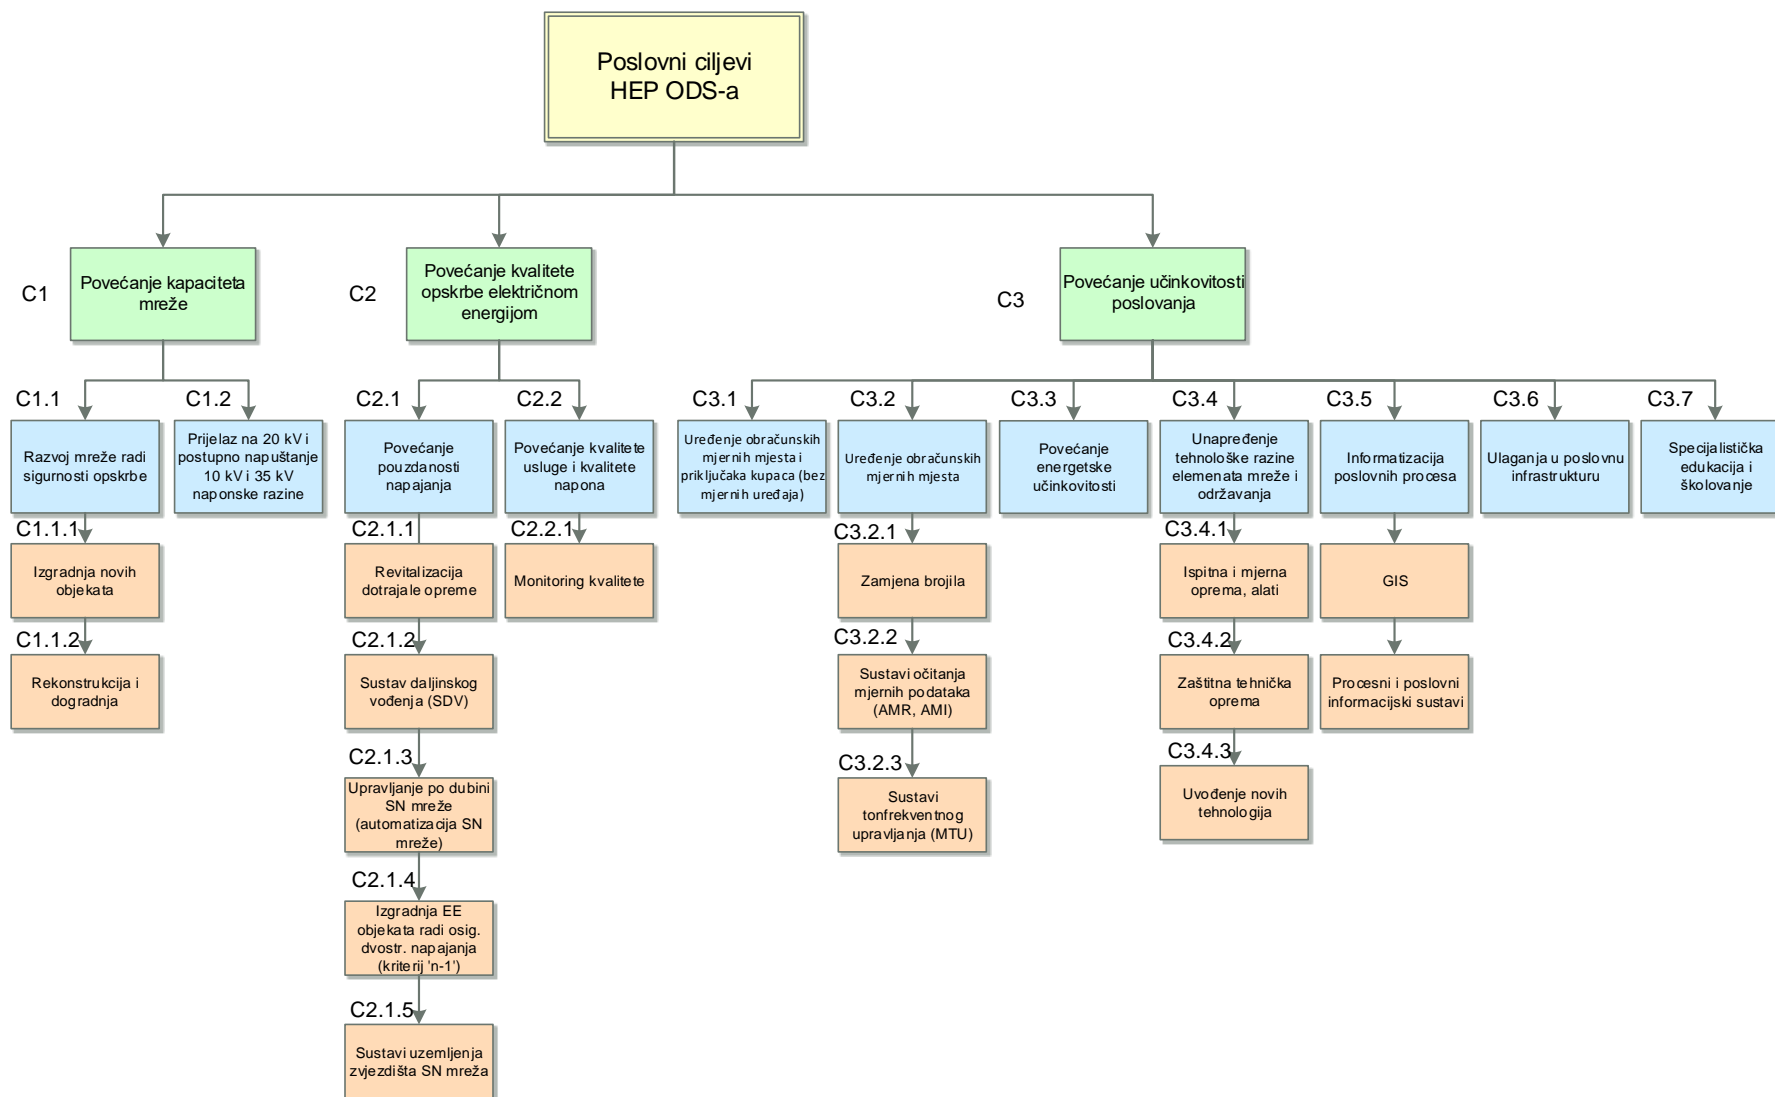 Poslovni ciljevi
HEP ODS-a
C1
Povećanje kapaciteta
mreže
C2
Povećanje kvalitete
opskrbe električnom
energijom
C3
Povećanje učinkovitosti
poslovanja
C1.1
Razvoj mreže radi
sigurnosti opskrbe
C1.2
Prijelaz na 20 kV i
postupno napuštanje
10 kV i 35 kV
naponske razine
C2.1
Povećanje
pouzdanosti
napajanja
C2.2
Povećanje kvalitete
usluge i kvalitete
napona
C3.1
Uređenje obračunskih
mjernih mjesta i
priključaka kupaca (bez
mjernih uređaja)
C3.2
Uređenje obračunskih
mjernih mjesta
C3.3
Povećanje
energetske
učinkovitosti
C3.4
Unapređenje
tehnološke razine
elemenata mreže i
održavanja
C3.5
Informatizacija
poslovnih procesa
C3.6
Ulaganja u poslovnu
infrastrukturu
C3.7
Specijalistička
edukacija i
školovanje
C1.1.1
Izgradnja novih
objekata
C2.1.1
Revitalizacija
dotrajale opreme
C2.2.1
Monitoring kvalitete
C3.2.1
Zamjena brojila
C3.4.1
Ispitna i mjerna
oprema, alati
GIS
C1.1.2
Rekonstrukcija i
dogradnja
C2.1.2
Sustav daljinskog
vođenja (SDV)
C3.2.2
Sustavi očitanja
mjernih podataka
(AMR, AMI)
C3.4.2
Zaštitna tehnička
oprema
Procesni i poslovni
informacijski sustavi
C2.1.3
Upravljanje po dubini
SN mreže
(automatizacija SN
mreže)
C3.2.3
Sustavi
tonfrekventnog
upravljanja (MTU)
C3.4.3
Uvođenje novih
tehnologija
C2.1.4
Izgradnja EE
objekata radi osig.
dvostr. napajanja
(kriterij 'n-1')
C2.1.5
Sustavi uzemljenja
zvjezdišta SN mreža